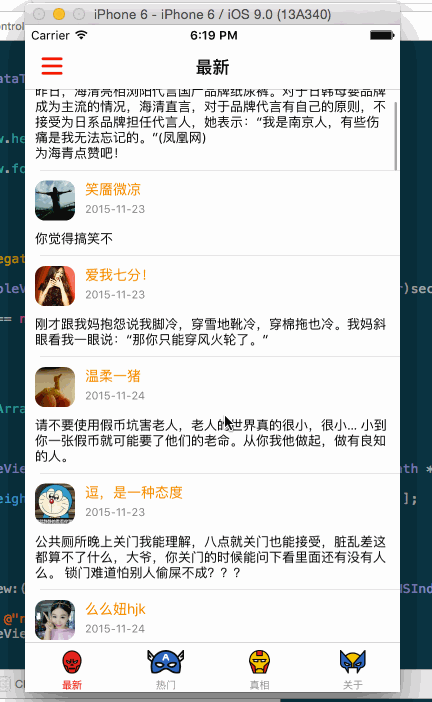 iPhone 6 - iPhone 6 / iOS 9.0 (13A340)
Carrier
6:19 PM
最新
昨日，海清亮相浏阳代言国产品牌纸尿裤。对于日韩母婴品牌
成为主流的情况，海清直言，对于品牌代言有自己的原则，不
接受为日系品牌担任代言人，她表示：“我是南京人，有些伤
痛是我无法忘记的。”(凤凰网)
为海青点赞吧！
笑靥微凉
2015-11-23
你觉得搞笑不
爱我七分！
2015-11-23
刚才跟我妈抱怨说我脚冷，穿雪地靴冷，穿棉拖也冷。我妈斜
眼看我一眼说：“那你只能穿风火轮了。”
温柔一猪
2015-11-24
请不要使用假币坑害老人，老人的世界真的很小，很小... 小到
你一张假币就可能要了他们的老命。从你我他做起，做有良知
的人。
逗，是一种态度
2015-11-23
公共厕所晚上关门我能理解，八点就关门也能接受，脏乱差这
都算不了什么，大爷，你关门的时候能问下看里面还有没有人
么。 锁门难道怕别人偷屎不成？？？
么么妞hjk
2015-11-24
最新
热门
真相
关于